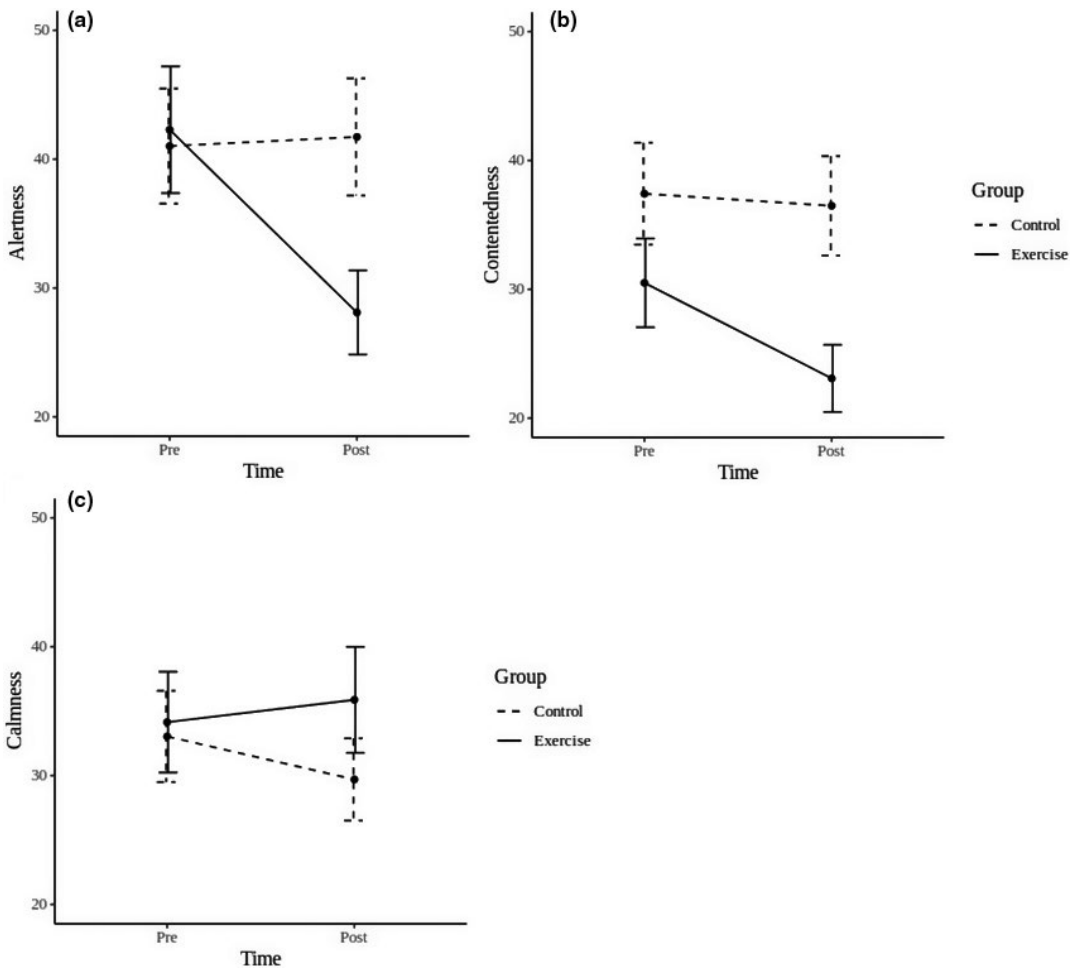 (a)
50
40
30
20
Alertness
Pre
Post
Time
(b)
50
40
30
20
Contentedness
Pre
Post
Time
Group
Control
Exercise
(c)
50
40
30
20
Calmness
Pre
Post
Time
Group
Control
Exercise